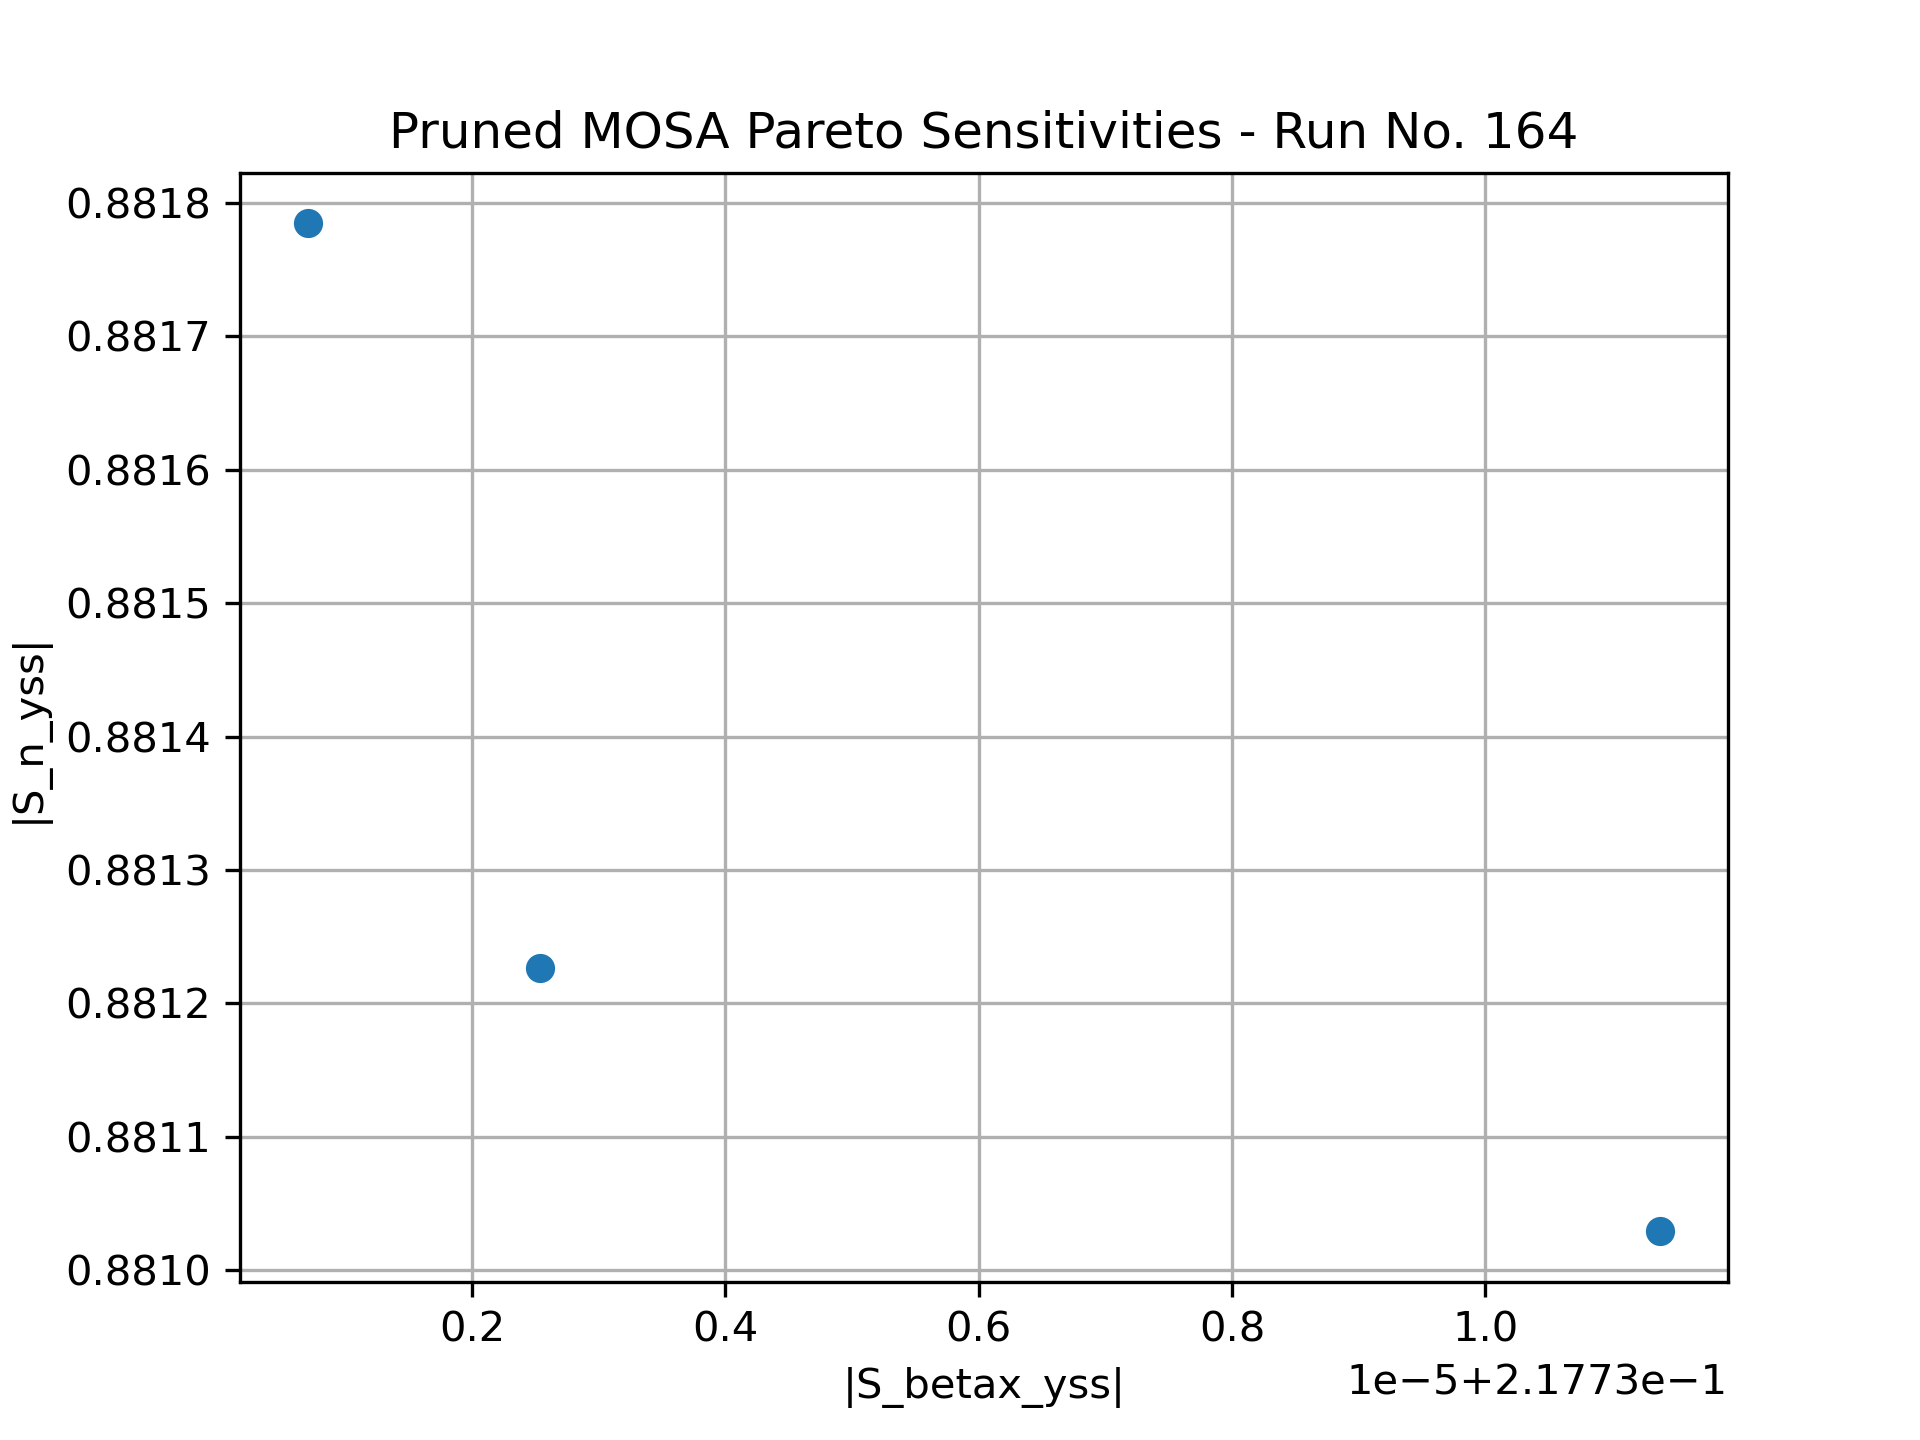 Pruned MOSA Pareto Sensitivities - Run No. 164
0.8818
0.8817
0.8816
0.8815
0.8814
0.8813
0.8812
0.8811
0.8810
|S_n_yss|
0.2 0.4 0.6 0.8 1.0
|S_betax_yss|
1e−5+2.1773e−1